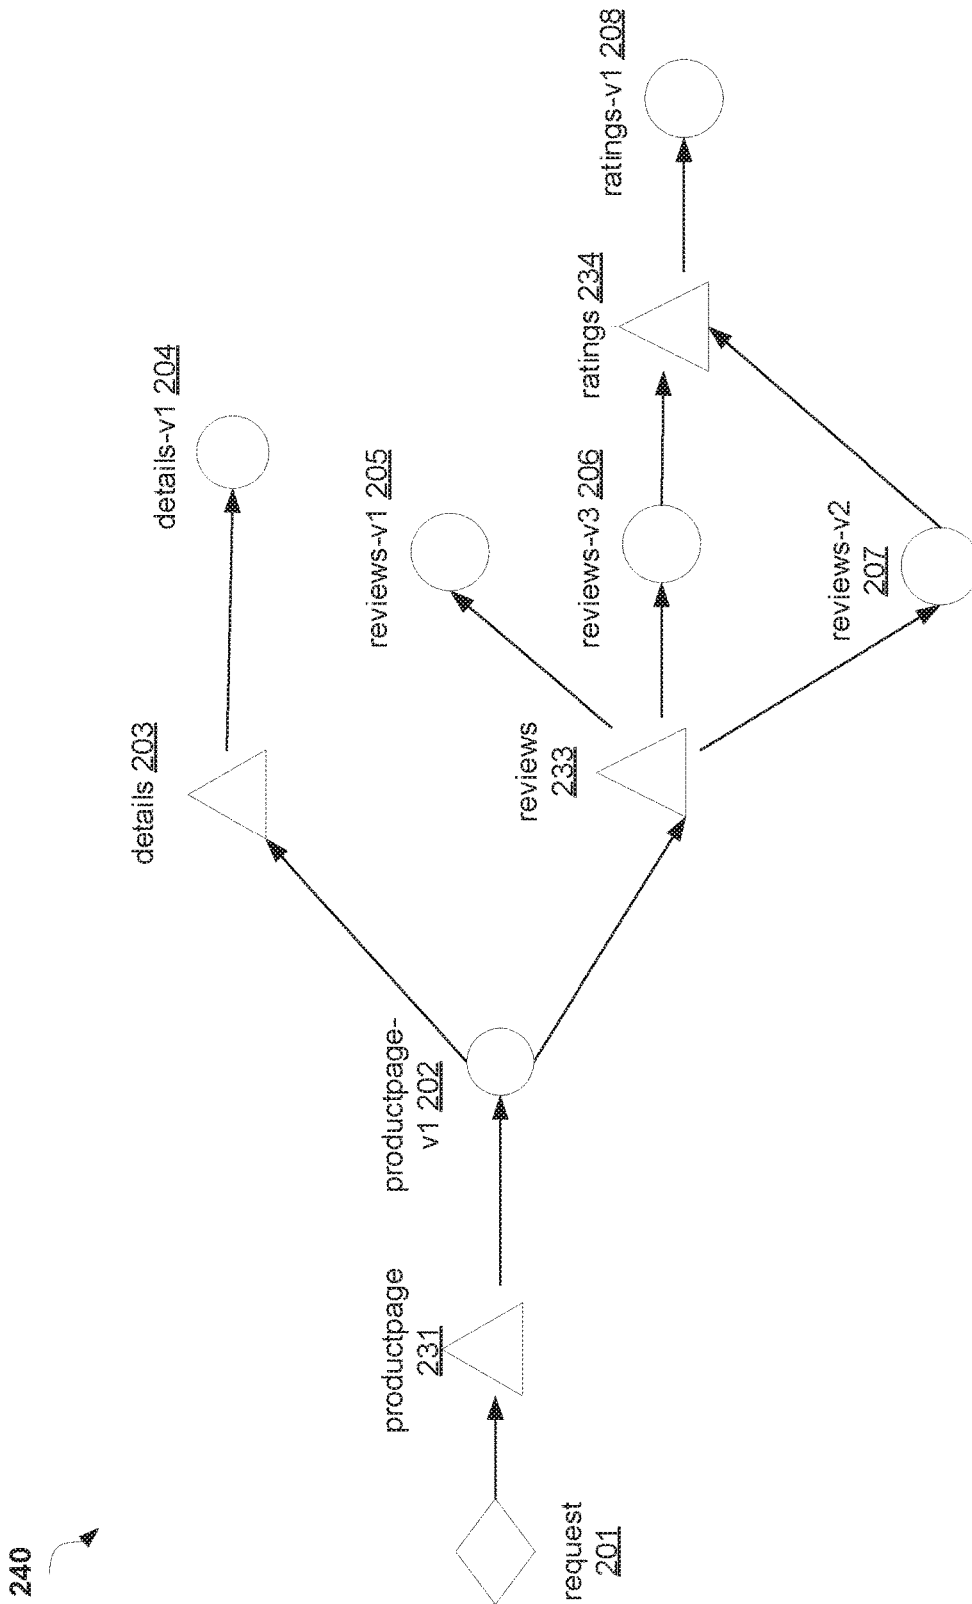 240
request
201
productpage
231
productpage-
v1 202
details 203
details-v1 204
reviews
233
reviews-v1 205
reviews-v3 206
reviews-v2
207
ratings 234
ratings-v1 208